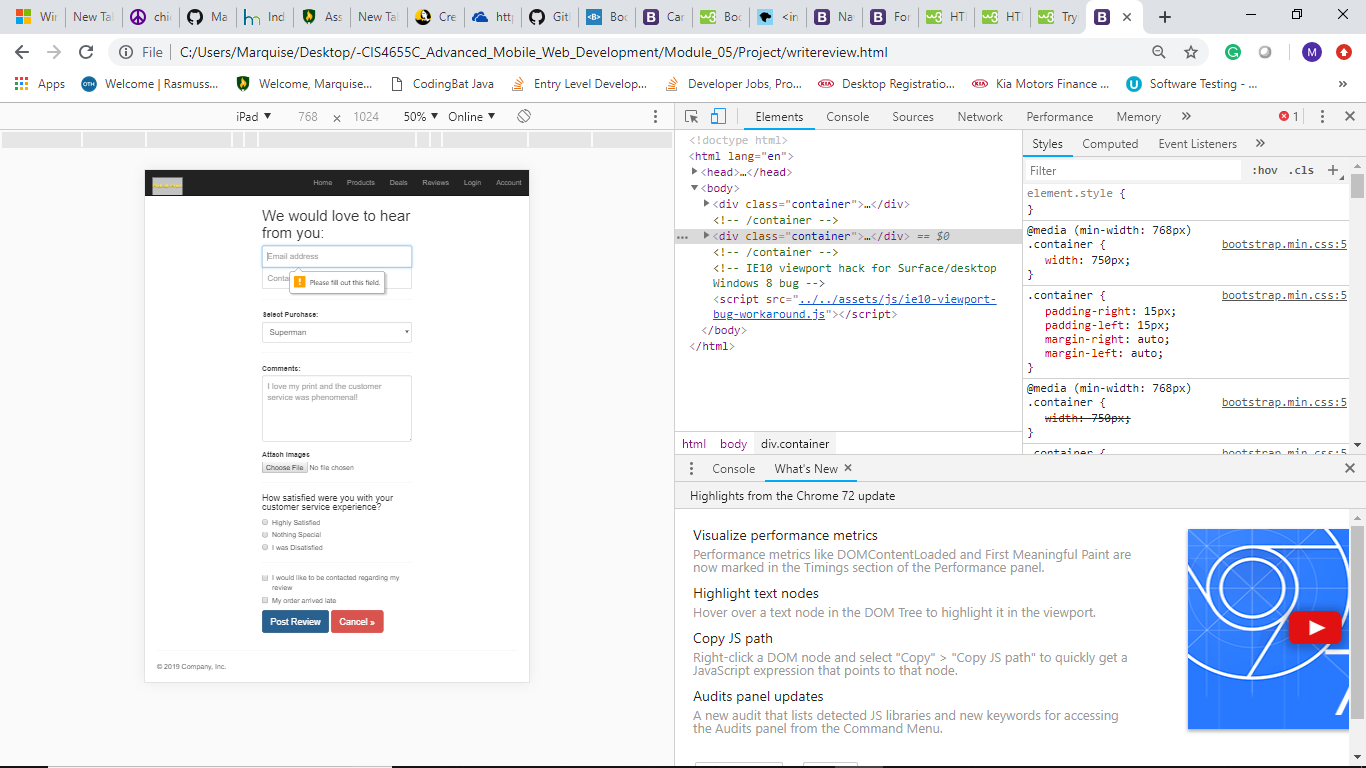 Wir
New Tal
chi
Ma
Ind
Ass
New Tal
Cre
http
Gitl
Boo
Car
Boo
<in
Na
For
HTI
HTI
Try
File
C:/Users/Marquise/Desktop/-CIS4655C_Advanced_Mobile_Web_Development/Module_05/Project/writereview.html
M
Apps
OTH
Welcome | Rasmuss...
Welcome, Marquise...
CodingBat Java
Entry Level Develop...
Developer Jobs, Pro...
Desktop Registratio...
Kia Motors Finance ...
Software Testing - ...
»
iPad ▼ 768 × 1024 50% ▼ Online ▼
Home Products Deals Reviews Login Account
We would love to hear
from you:
Email address
Conta
Please fill out this field.
Select Purchase:
Superman
Comments:
I love my print and the customer
service was phenomenal!
Attach Images
Choose File No file chosen
How satisfied were you with your
customer service experience?
Highly Satisfied
Nothing Special
I was Disatisfied
I would like to be contacted regarding my
review
My order arrived late
Post Review Cancel »
© 2019 Company, Inc.
Elements Console Sources Network Performance Memory » 1
<!doctype html>
<html lang="en">
<head>…</head>
<body>
<div class="container">…</div>
<!-- /container -->
<div class="container">…</div> == $0
<!-- /container -->
<!-- IE10 viewport hack for Surface/desktop
Windows 8 bug -->
<script src="../../assets/js/ie10-viewport-
bug-workaround.js"></script>
</body>
</html>
html body div.container
Styles Computed Event Listeners »
Filter :hov .cls +
element.style {
}
@media (min-width: 768px)
.container { bootstrap.min.css:5
width: 750px;
}
.container { bootstrap.min.css:5
padding-right: 15px;
padding-left: 15px;
margin-right: auto;
margin-left: auto;
}
@media (min-width: 768px)
.container { bootstrap.min.css:5
width: 750px;
}
.container { bootstrap.min.css:5
Console What's New ×
Highlights from the Chrome 72 update
Visualize performance metrics
Performance metrics like DOMContentLoaded and First Meaningful Paint are
now marked in the Timings section of the Performance panel.
Highlight text nodes
Hover over a text node in the DOM Tree to highlight it in the viewport.
Copy JS path
Right-click a DOM node and select "Copy" > "Copy JS path" to quickly get a
JavaScript expression that points to that node.
Audits panel updates
A new audit that lists detected JS libraries and new keywords for accessing
the Audits panel from the Command Menu.